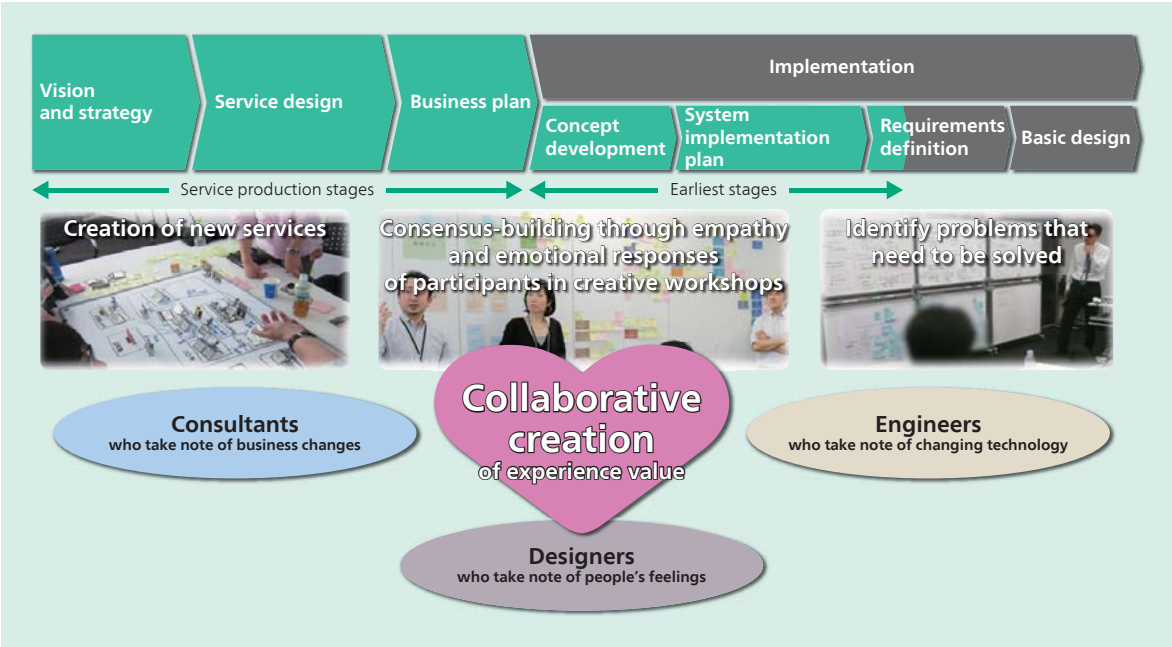 Vision
and strategy
Service design
Business plan
Implementation
Concept
development
System
implementation
plan
Requirements
definition
Basic design
Service production stages
Earliest stages
Creation of new services
Consensus-building through empathy
and emotional responses
of participants in creative workshops
Identify problems that
need to be solved
Collaborative
creation
of experience value
Consultants
who take note of business changes
Engineers
who take note of changing technology
Designers
who take note of people’s feelings